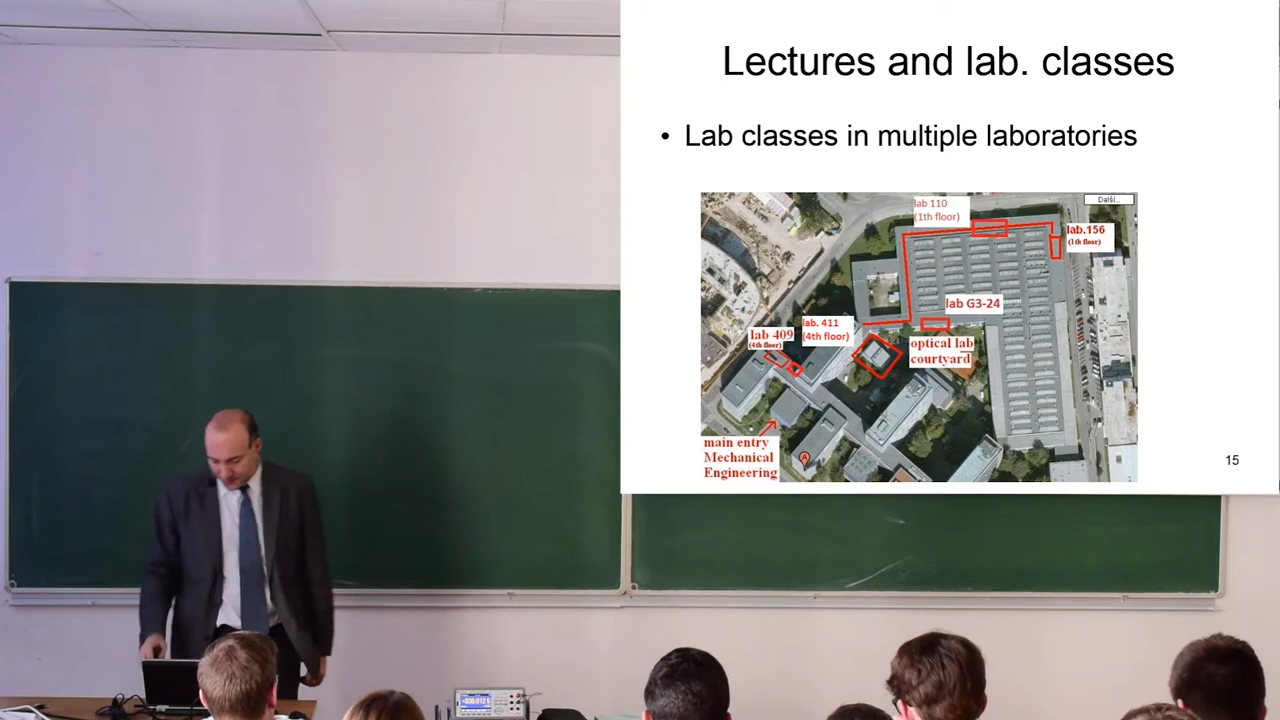 Lectures and lab. classes
• Lab classes in multiple laboratories
Další...
lab 110
(1th floor)
lab.156
(1th floor)
lab G3-24
lab. 411
(4th floor)
lab 409
(4th floor)
optical lab
courtyard
main entry
Mechanical
Engineering
A
15